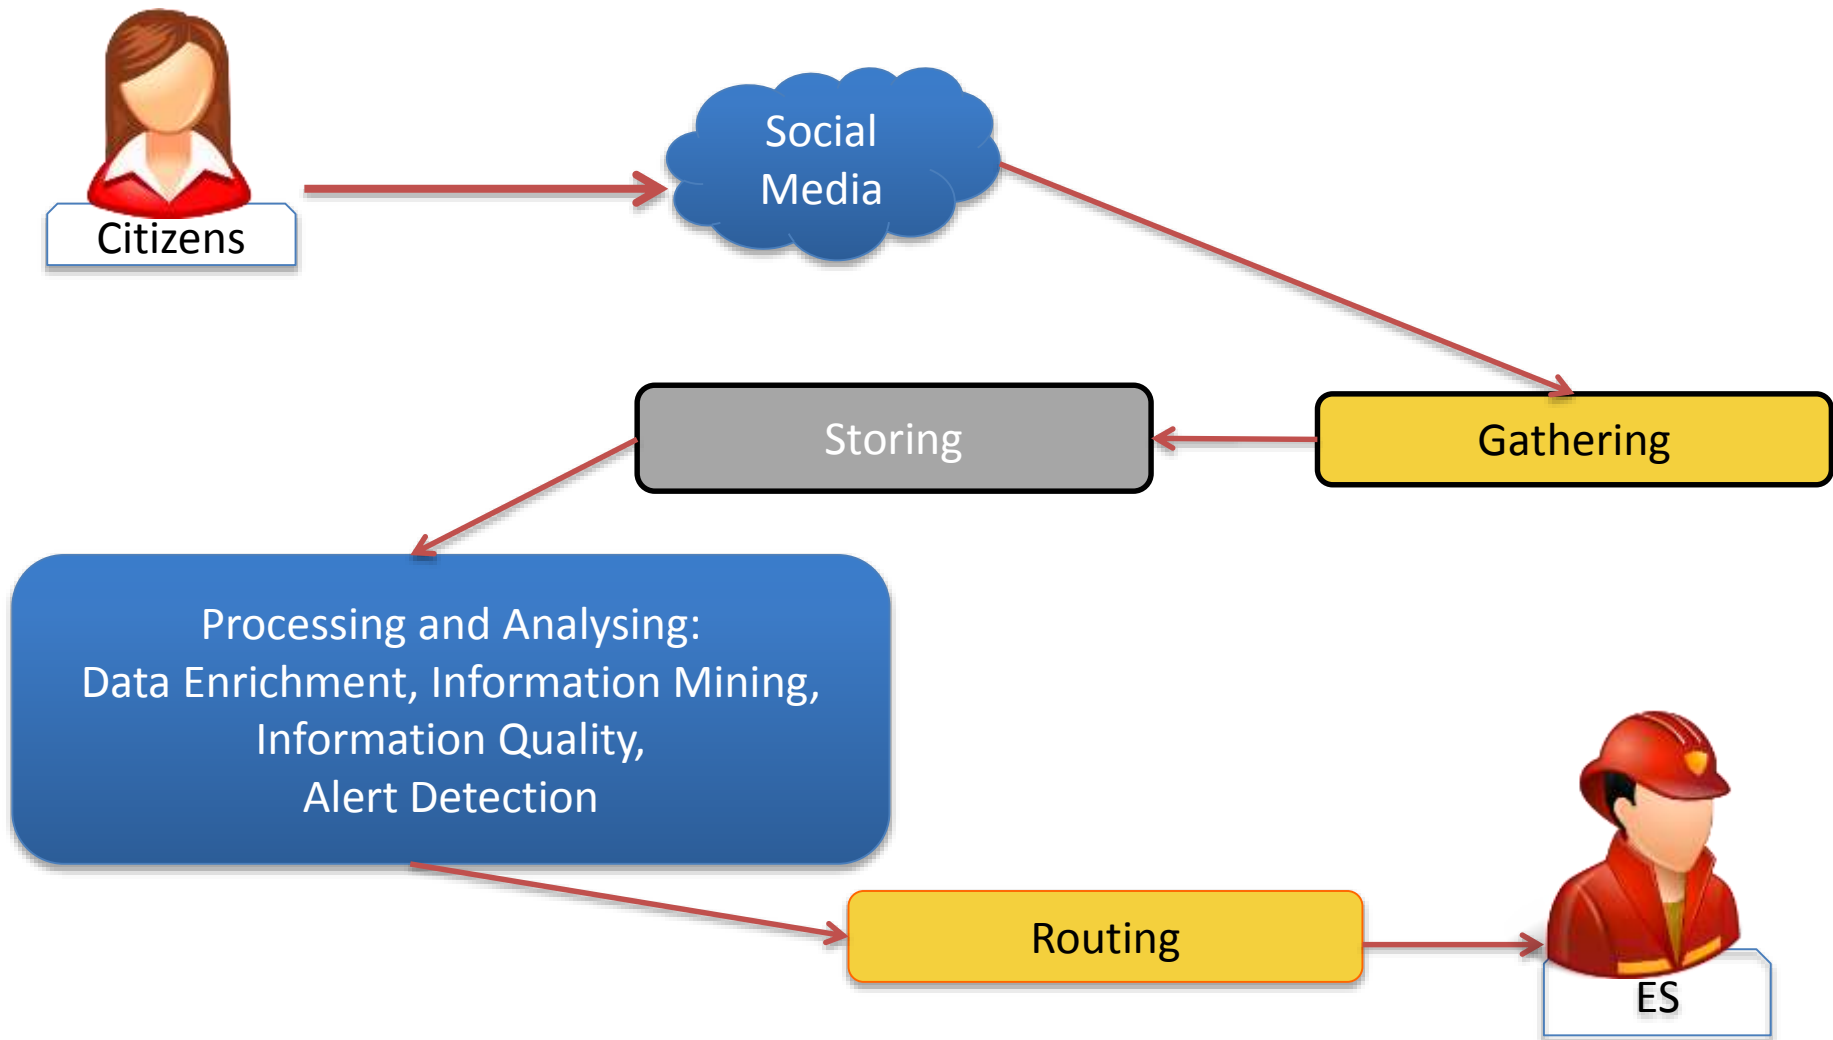 Citizens
Social
Media
Storing
Gathering
Processing and Analysing:
Data Enrichment, Information Mining,
Information Quality,
Alert Detection
Routing
ES